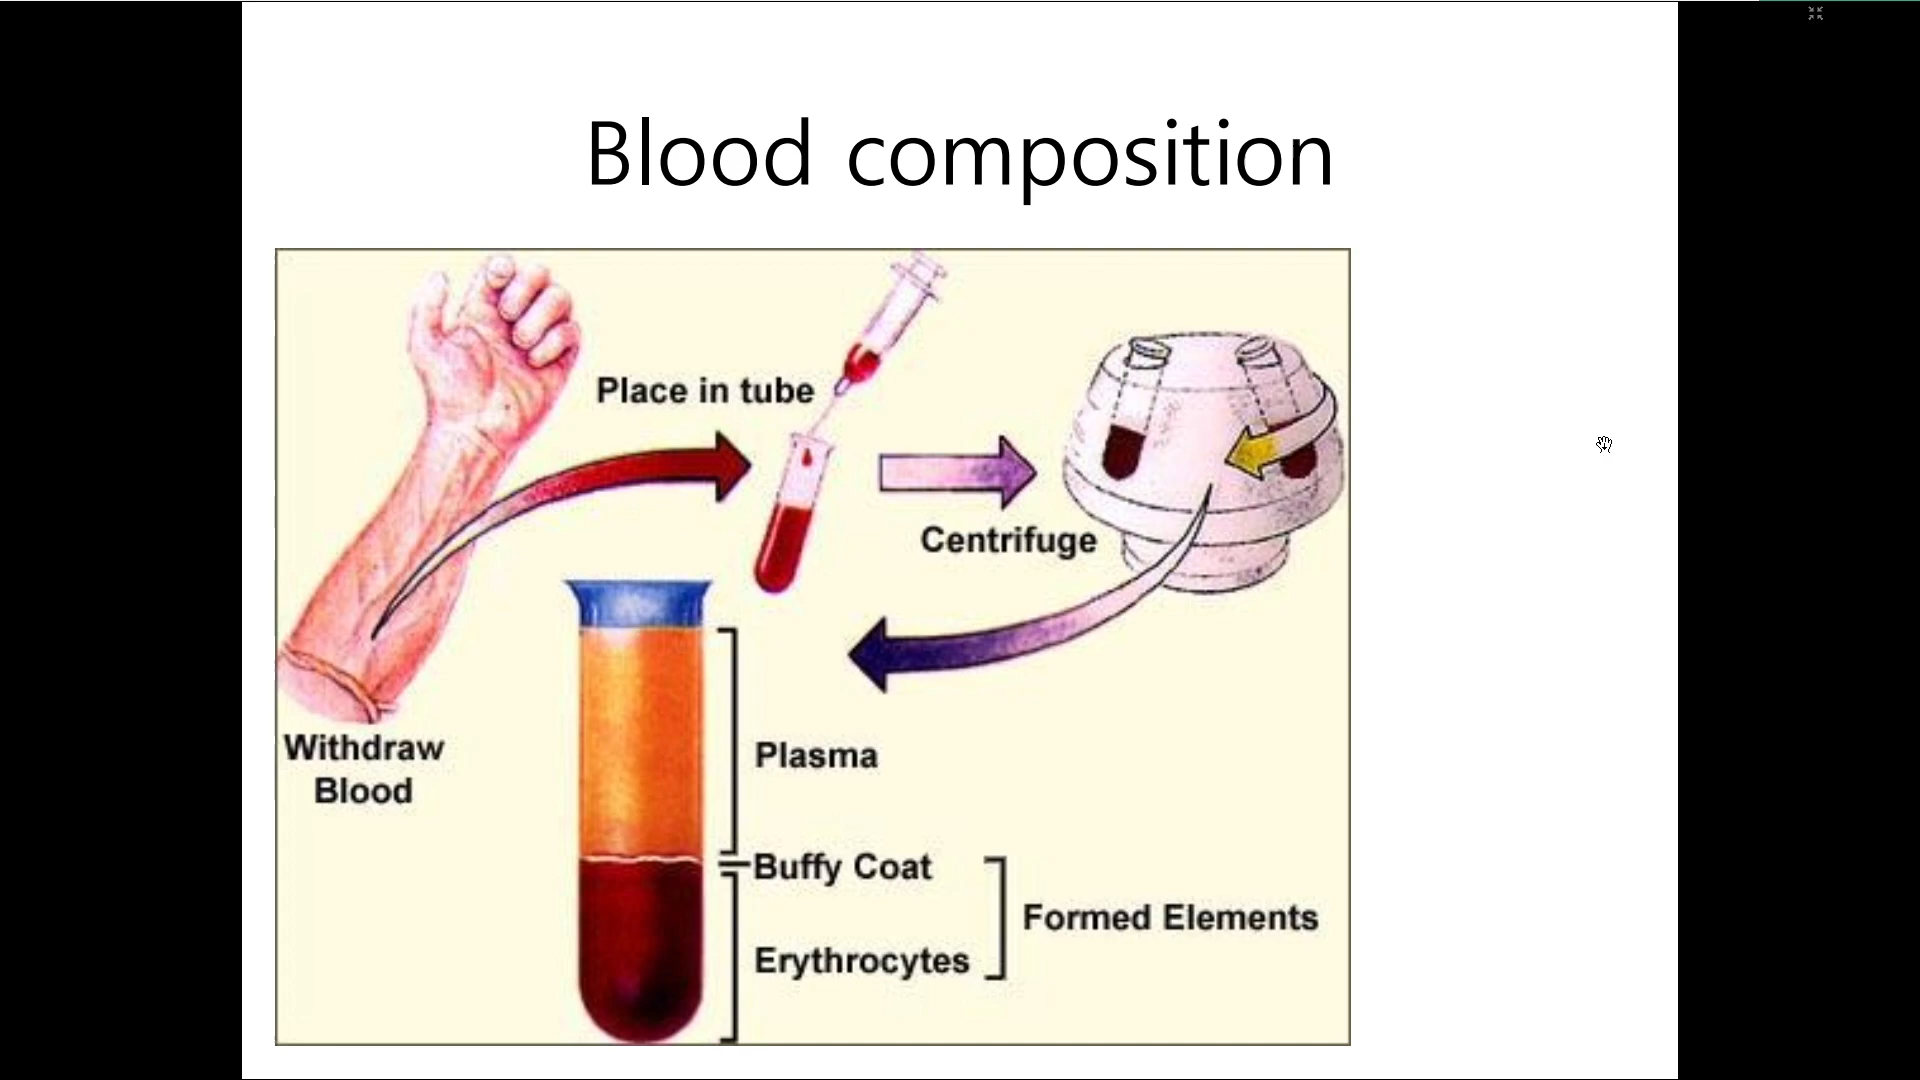 Blood composition
Place in tube
Centrifuge
Withdraw
Blood
Plasma
Buffy Coat
Formed Elements
Erythrocytes